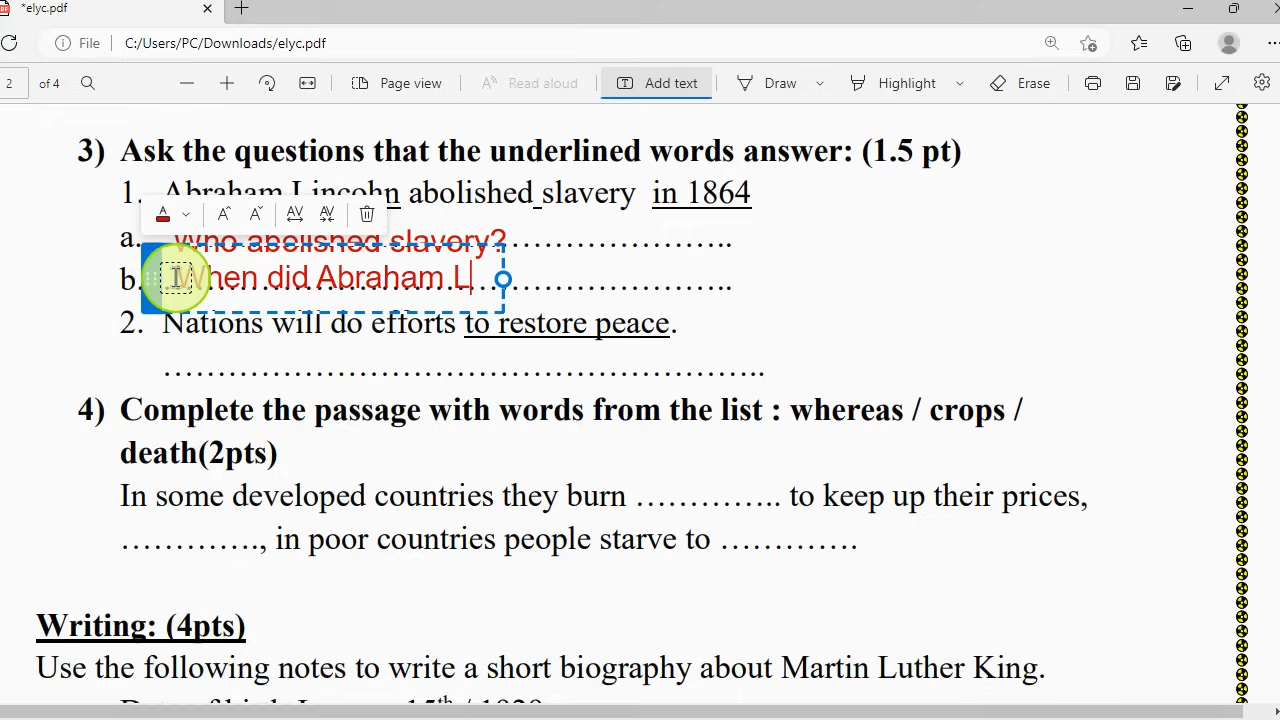 *elyc.pdf
File C:/Users/PC/Downloads/elyc.pdf
2 of 4 Page view Read aloud Add text Draw Highlight Erase
3) Ask the questions that the underlined words answer: (1.5 pt)
1. Abraham Lincohn abolished slavery in 1864
a. Who abolished slavery? ……………………..
b. When did Abraham L ……………………..
2. Nations will do efforts to restore peace.
………………………………………………..
4) Complete the passage with words from the list : whereas / crops /
death(2pts)
In some developed countries they burn ………….. to keep up their prices,
…………., in poor countries people starve to ………….
Writing: (4pts)
Use the following notes to write a short biography about Martin Luther King.